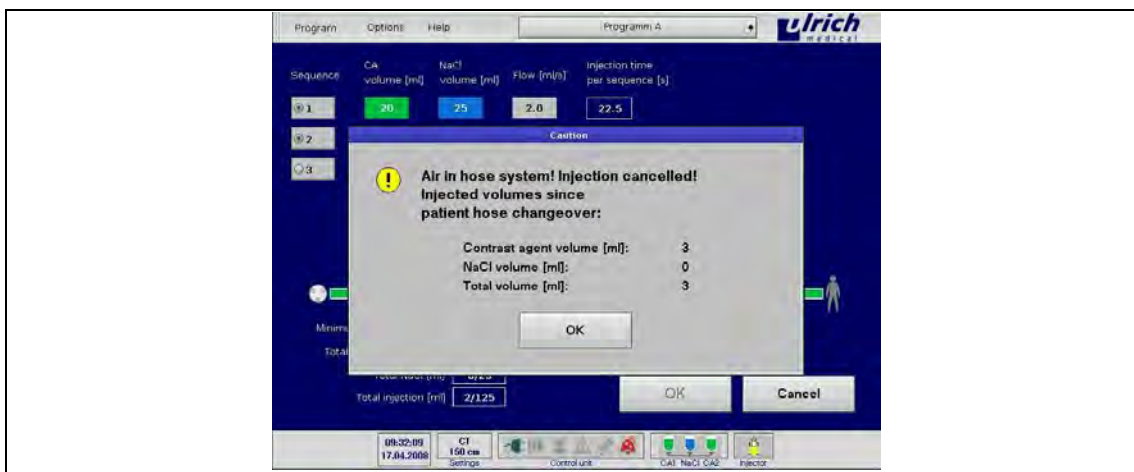 Program Options Help Programm A ulrich medical
Sequence CA volume [ml] NaCl volume [ml] Flow [ml/s] Injection time per sequence [s]
1 20 25 2.0 22.5
2
3
Caution
Air in hose system! Injection cancelled!
Injected volumes since
patient hose changeover:
Contrast agent volume [ml]: 3
NaCl volume [ml]: 0
Total volume [ml]: 3
OK
Total injection [ml] 2/125
OK Cancel
09:32:09 CT
17.04.2008 150 cm
Settings Control unit CA1 NaCl CA2 Injector